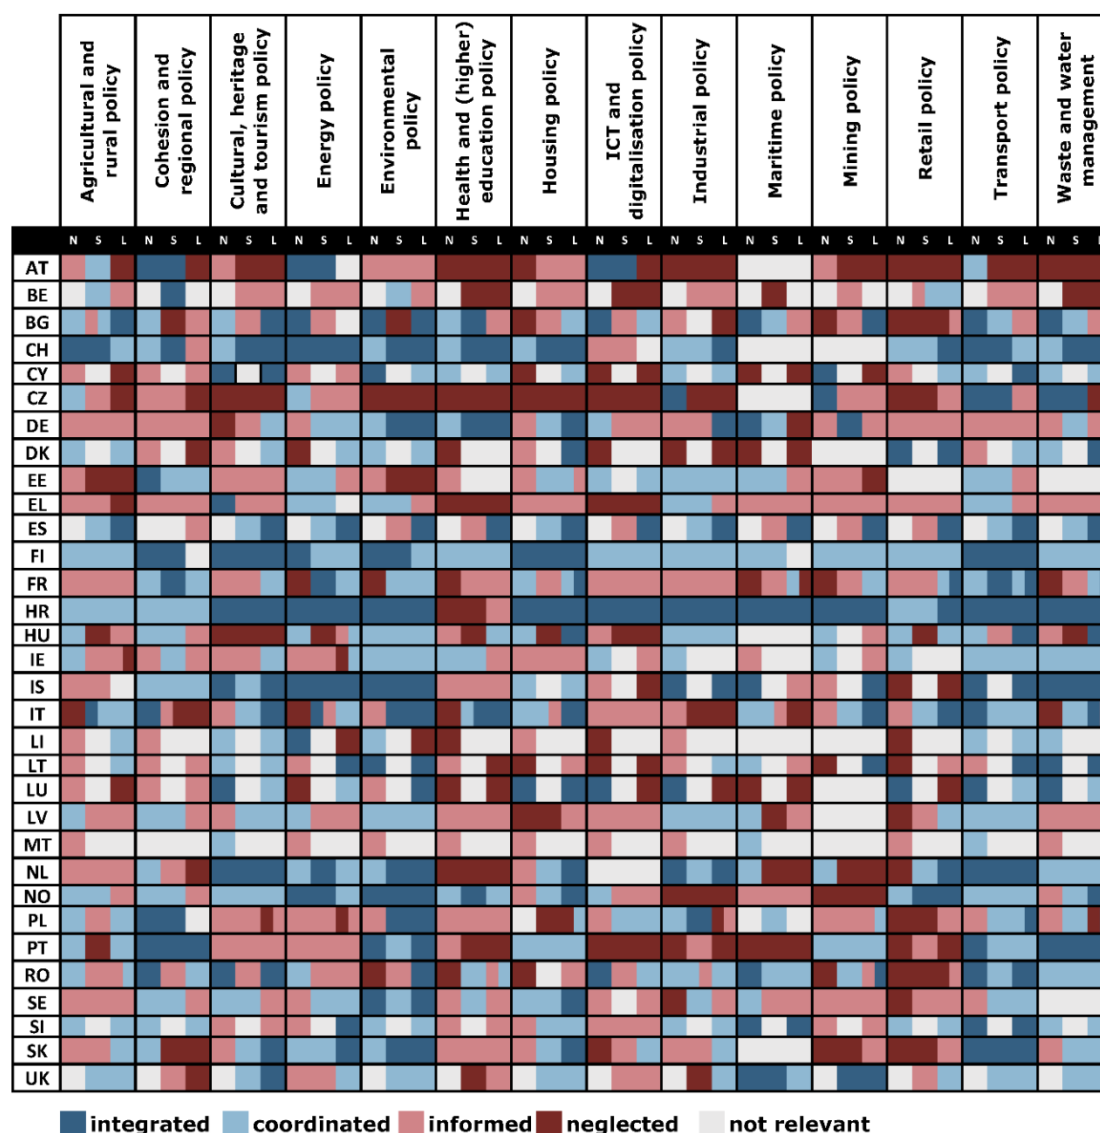 Agricultural and
rural policy
Cohesion and
regional policy
Cultural, heritage
and tourism policy
Energy policy
Environmental
policy
Health and (higher)
education policy
Housing policy
ICT and
digitalisation policy
Industrial policy
Maritime policy
Mining policy
Retail policy
Transport policy
Waste and water
management
N S L N S L N S L N S L N S L N S L N S L N S L N S L N S L N S L N S L N S L N S L
AT
BE
BG
CH
CY
CZ
DE
DK
EE
EL
ES
FI
FR
HR
HU
IE
IS
IT
LI
LT
LU
LV
MT
NL
NO
PL
PT
RO
SE
SI
SK
UK
integrated coordinated informed neglected not relevant